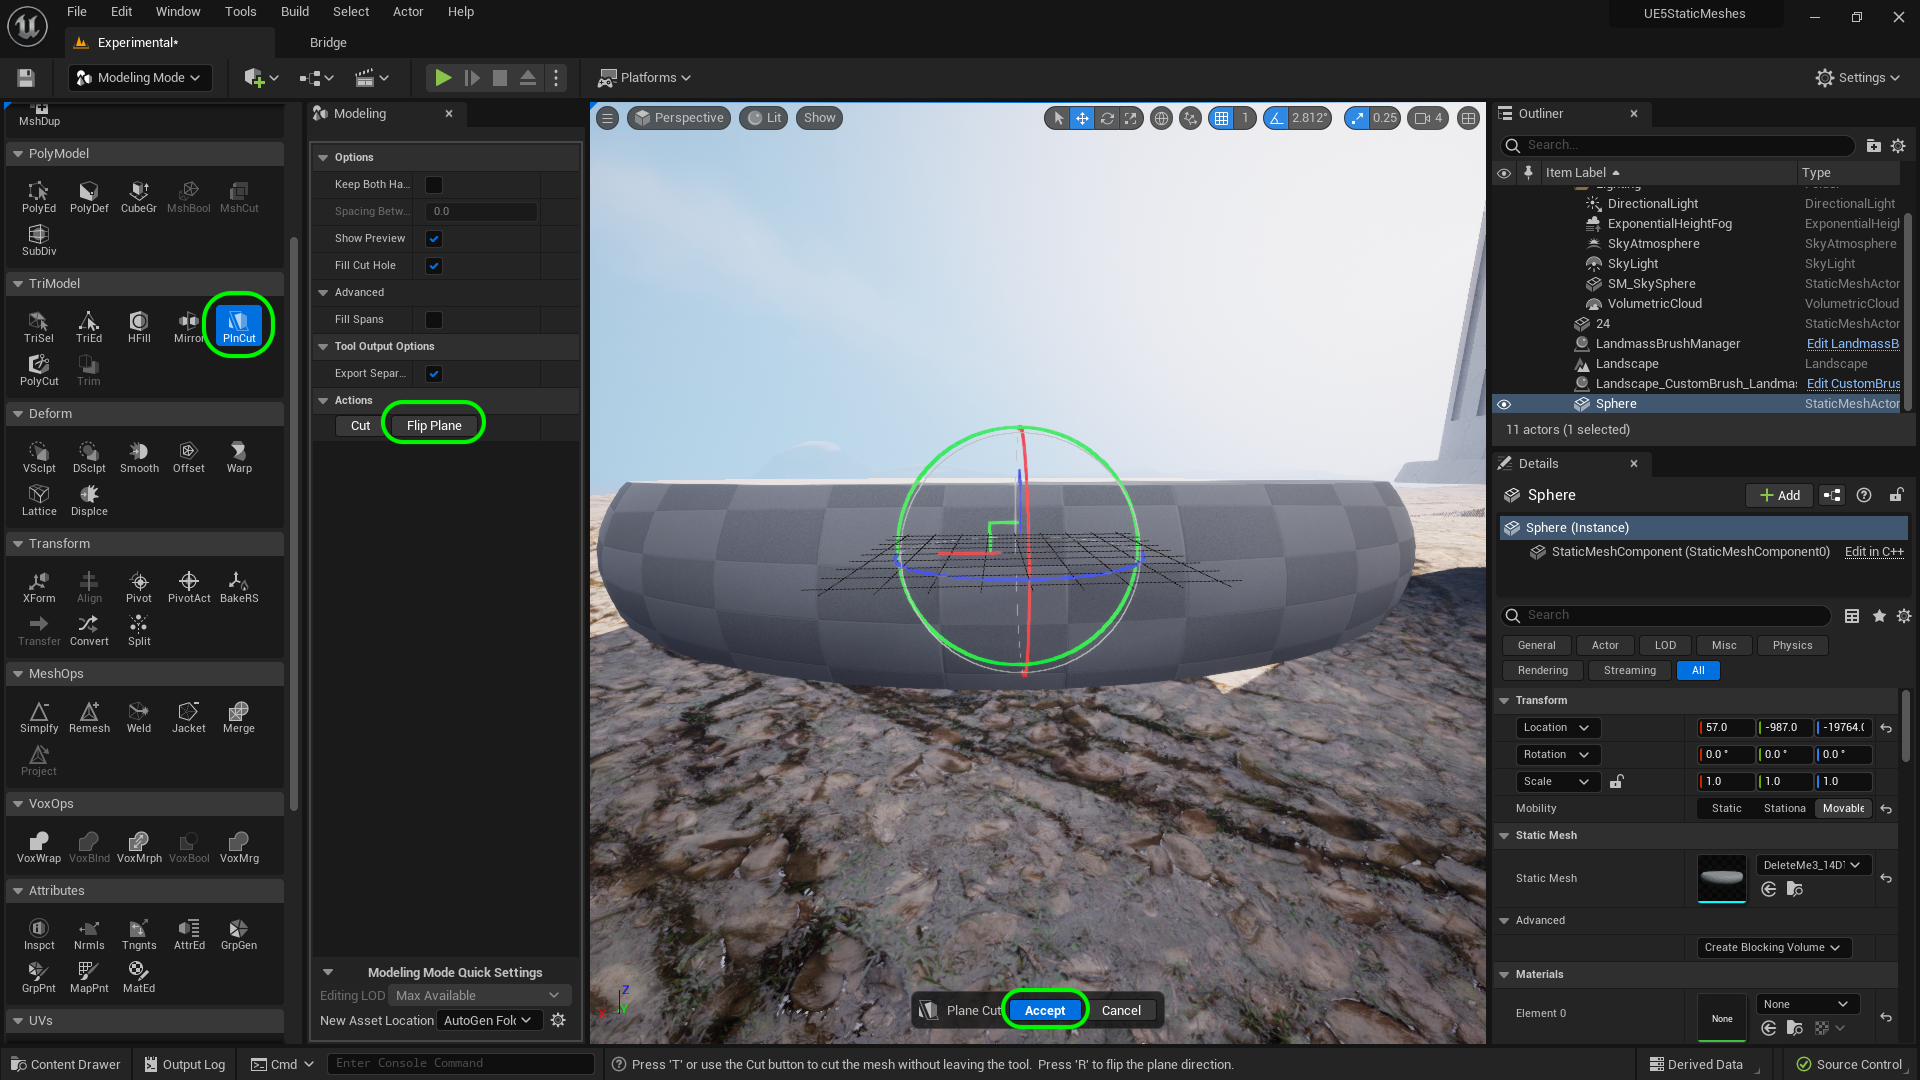 File Edit Window Tools Build Select Actor Help
UE5StaticMeshes
Experimental*
Bridge
Modeling Mode
Platforms
Settings
MshDup
PolyModel
PolyEd PolyDef CubeGr MshBool MshCut
SubDiv
TriModel
TriSel TriEd HFill Mirror PlnCut
PolyCut Trim
Deform
VSclpt DSclpt Smooth Offset Warp
Lattice Displce
Transform
XForm Align Pivot PivotAct BakeRS
Transfer Convert Split
MeshOps
Simplfy Remesh Weld Jacket Merge
Project
VoxOps
VoxWrap VoxBlnd VoxMrph VoxBool VoxMrg
Attributes
Inspct Nrmls Tngnts AttrEd GrpGen
GrpPnt MapPnt MatEd
UVs
Modeling
Options
Keep Both Ha...
Spacing Betw... 0.0
Show Preview
Fill Cut Hole
Advanced
Fill Spans
Tool Output Options
Export Separ...
Actions
Cut Flip Plane
Modeling Mode Quick Settings
Editing LOD Max Available
New Asset Location AutoGen Fol
Perspective Lit Show
1 2.812° 0.25 4
Z
X Y
Plane Cut Accept Cancel
Outliner
Search...
Item Label Type
Lighting Folder
DirectionalLight DirectionalLight
ExponentialHeightFog ExponentialHeigl
SkyAtmosphere SkyAtmosphere
SkyLight SkyLight
SM_SkySphere StaticMeshActor
VolumetricCloud VolumetricCloud
24 StaticMeshActor
LandmassBrushManager Edit LandmassB
Landscape Landscape
Landscape_CustomBrush_Landmas Edit CustomBrus
Sphere StaticMeshActor
11 actors (1 selected)
Details
Sphere
Add
Sphere (Instance)
StaticMeshComponent (StaticMeshComponent0) Edit in C++
Search
General Actor LOD Misc Physics
Rendering Streaming All
Transform
Location 57.0 -987.0 -19764.0
Rotation 0.0° 0.0° 0.0°
Scale 1.0 1.0 1.0
Mobility Static Stationa Movable
Static Mesh
Static Mesh DeleteMe3_14D1
Advanced
Create Blocking Volume
Materials
Element 0 None None
Content Drawer Output Log Cmd Enter Console Command
Press 'T' or use the Cut button to cut the mesh without leaving the tool. Press 'R' to flip the plane direction.
Derived Data Source Control